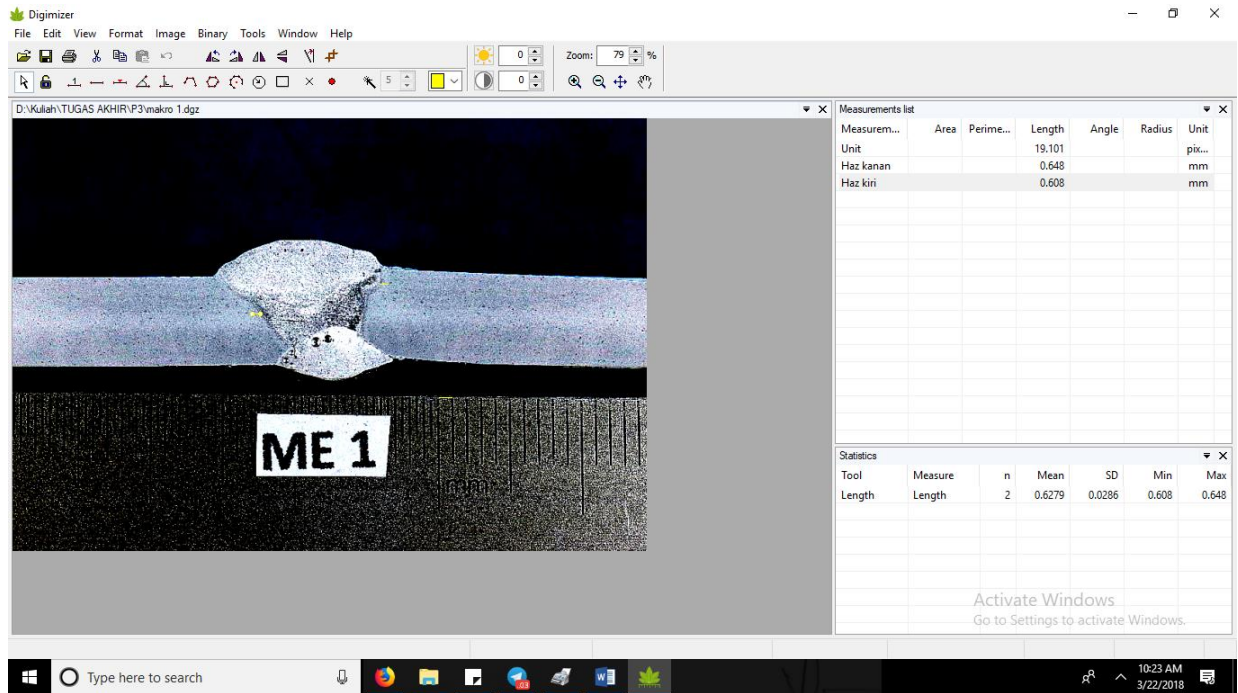 Digimizer
File Edit View Format Image Binary Tools Window Help
0 Zoom: 79 %
5 0
D:\Kuliah\TUGAS AKHIR\P3\makro 1.dgz
Measurements list
Measurem... Area Perime... Length Angle Radius Unit
Unit 19.101 pix...
Haz kanan 0.648 mm
Haz kiri 0.608 mm
ME 1
mm
Statistics
Tool Measure n Mean SD Min Max
Length Length 2 0.6279 0.0286 0.608 0.648
Activate Windows
Go to Settings to activate Windows.
Type here to search
10:23 AM
3/22/2018